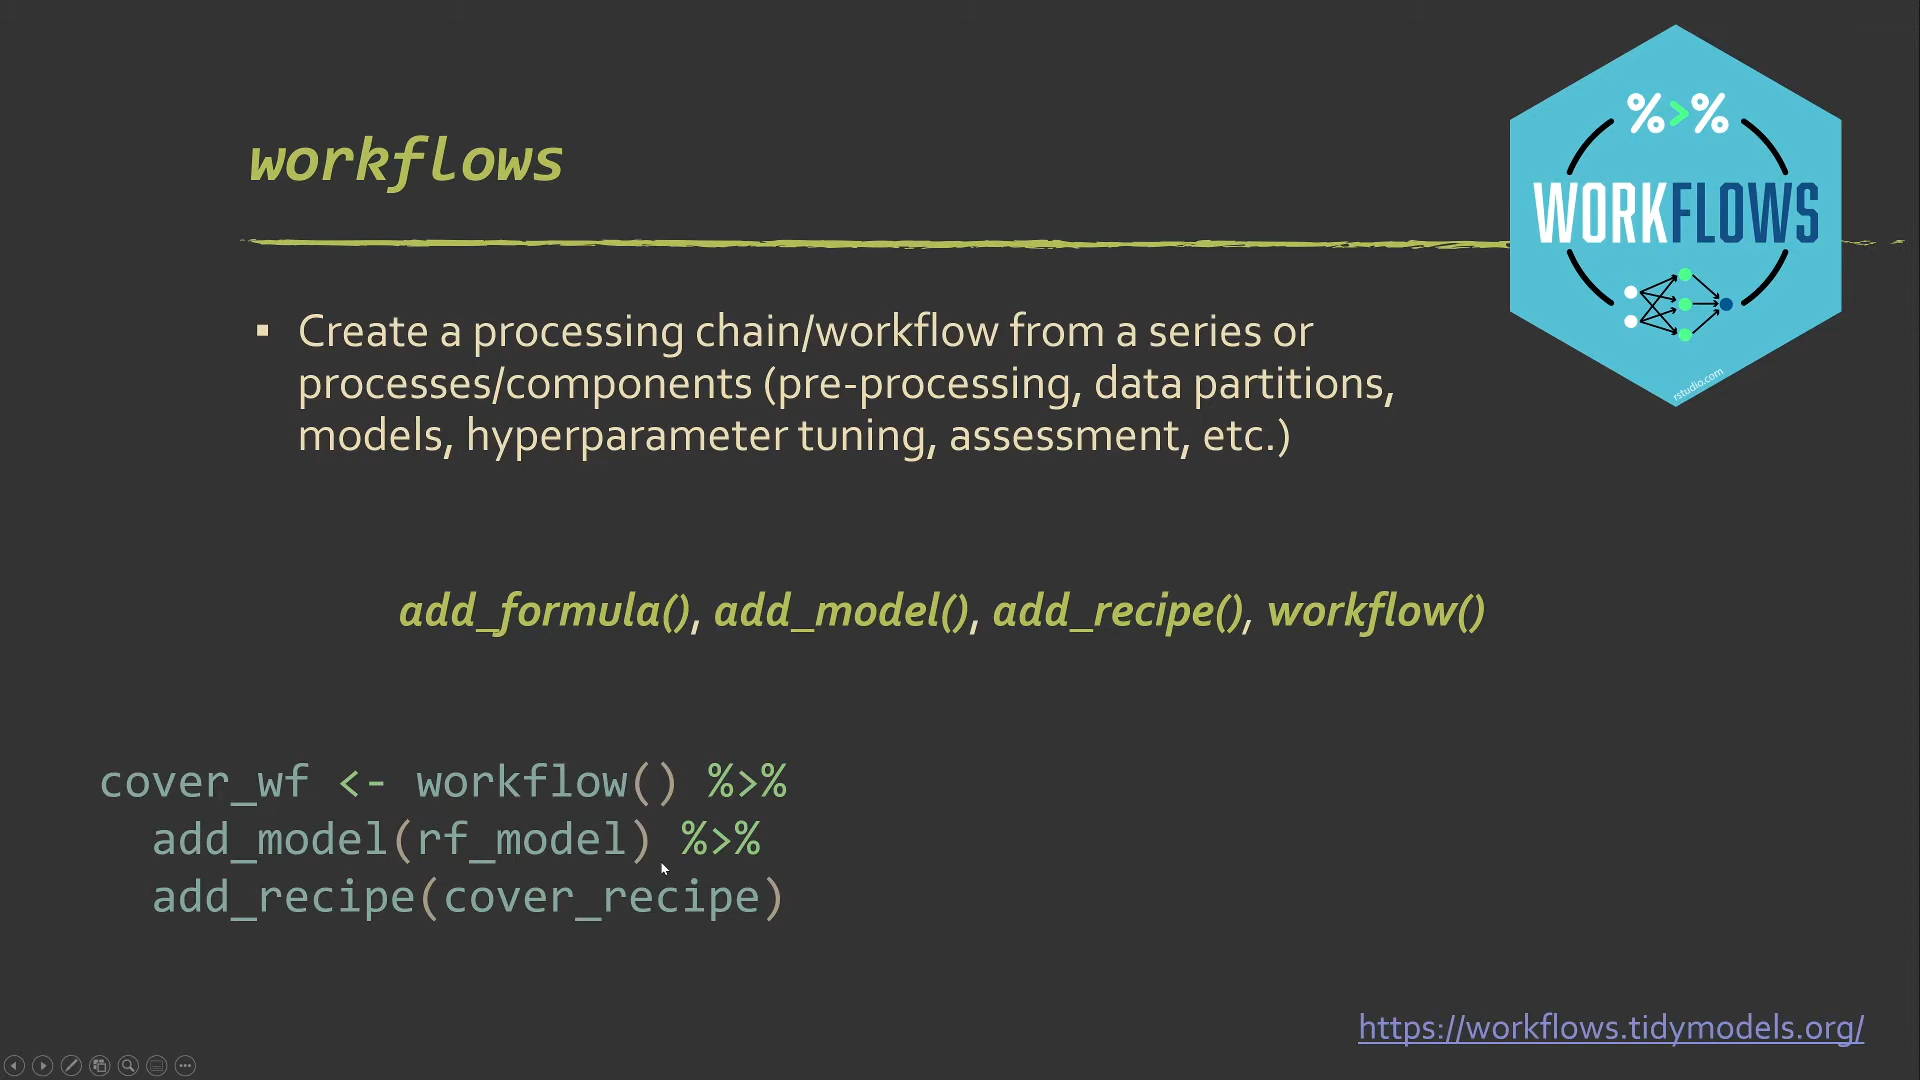 workflows
%>%
WORKFLOWS
rstudio.com
▪ Create a processing chain/workflow from a series or
processes/components (pre-processing, data partitions,
models, hyperparameter tuning, assessment, etc.)
add_formula(), add_model(), add_recipe(), workflow()
cover_wf <- workflow() %>%
add_model(rf_model) %>%
add_recipe(cover_recipe)
https://workflows.tidymodels.org/